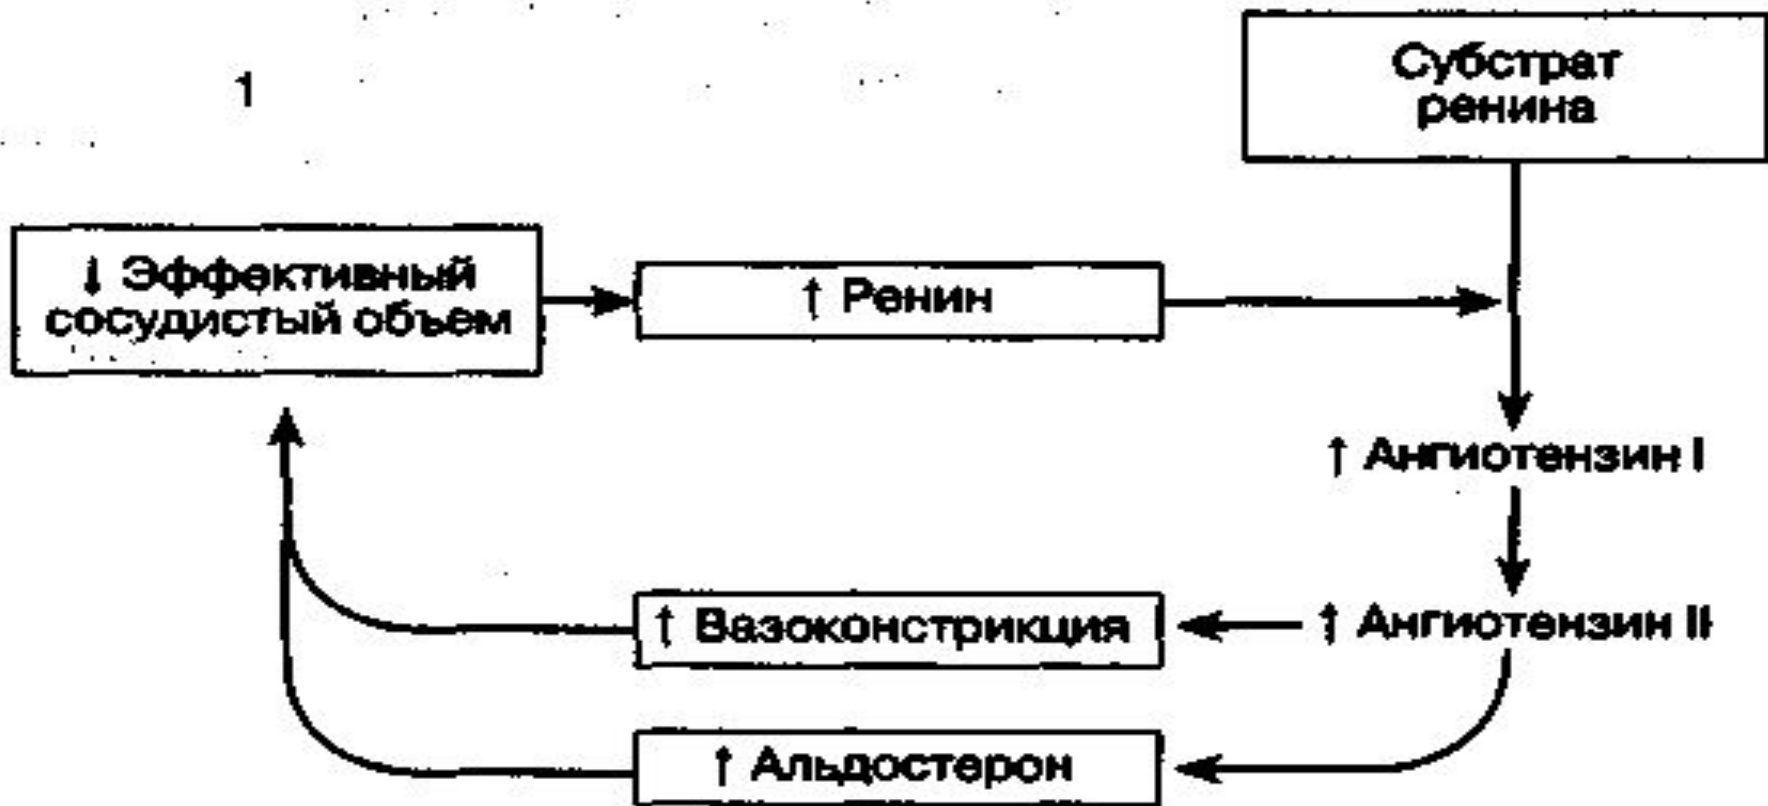 1
Субстрат
ренина
↓ Эффективный
сосудистый объем
↑ Ренин
↑ Ангиотензин I
↑ Вазоконстрикция
↑ Ангиотензин II
↑ Альдостерон